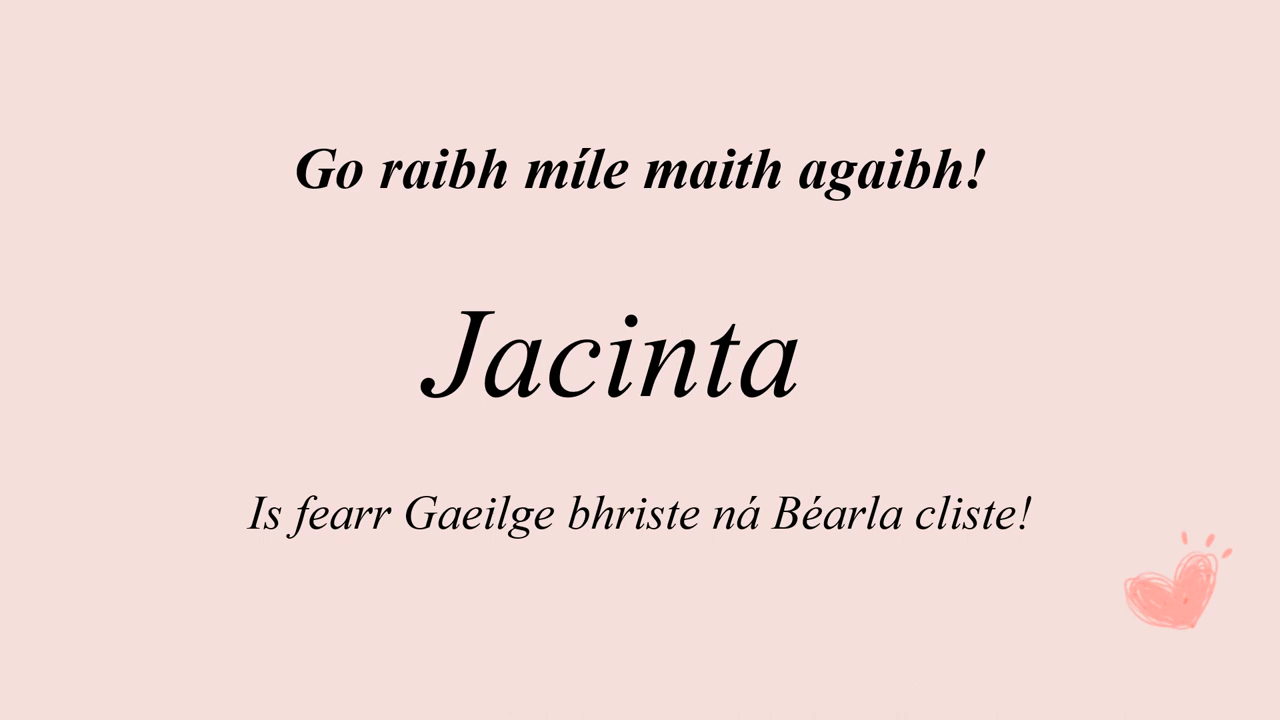 Go raibh míle maith agaibh!
Jacinta
Is fearr Gaeilge bhriste ná Béarla cliste!